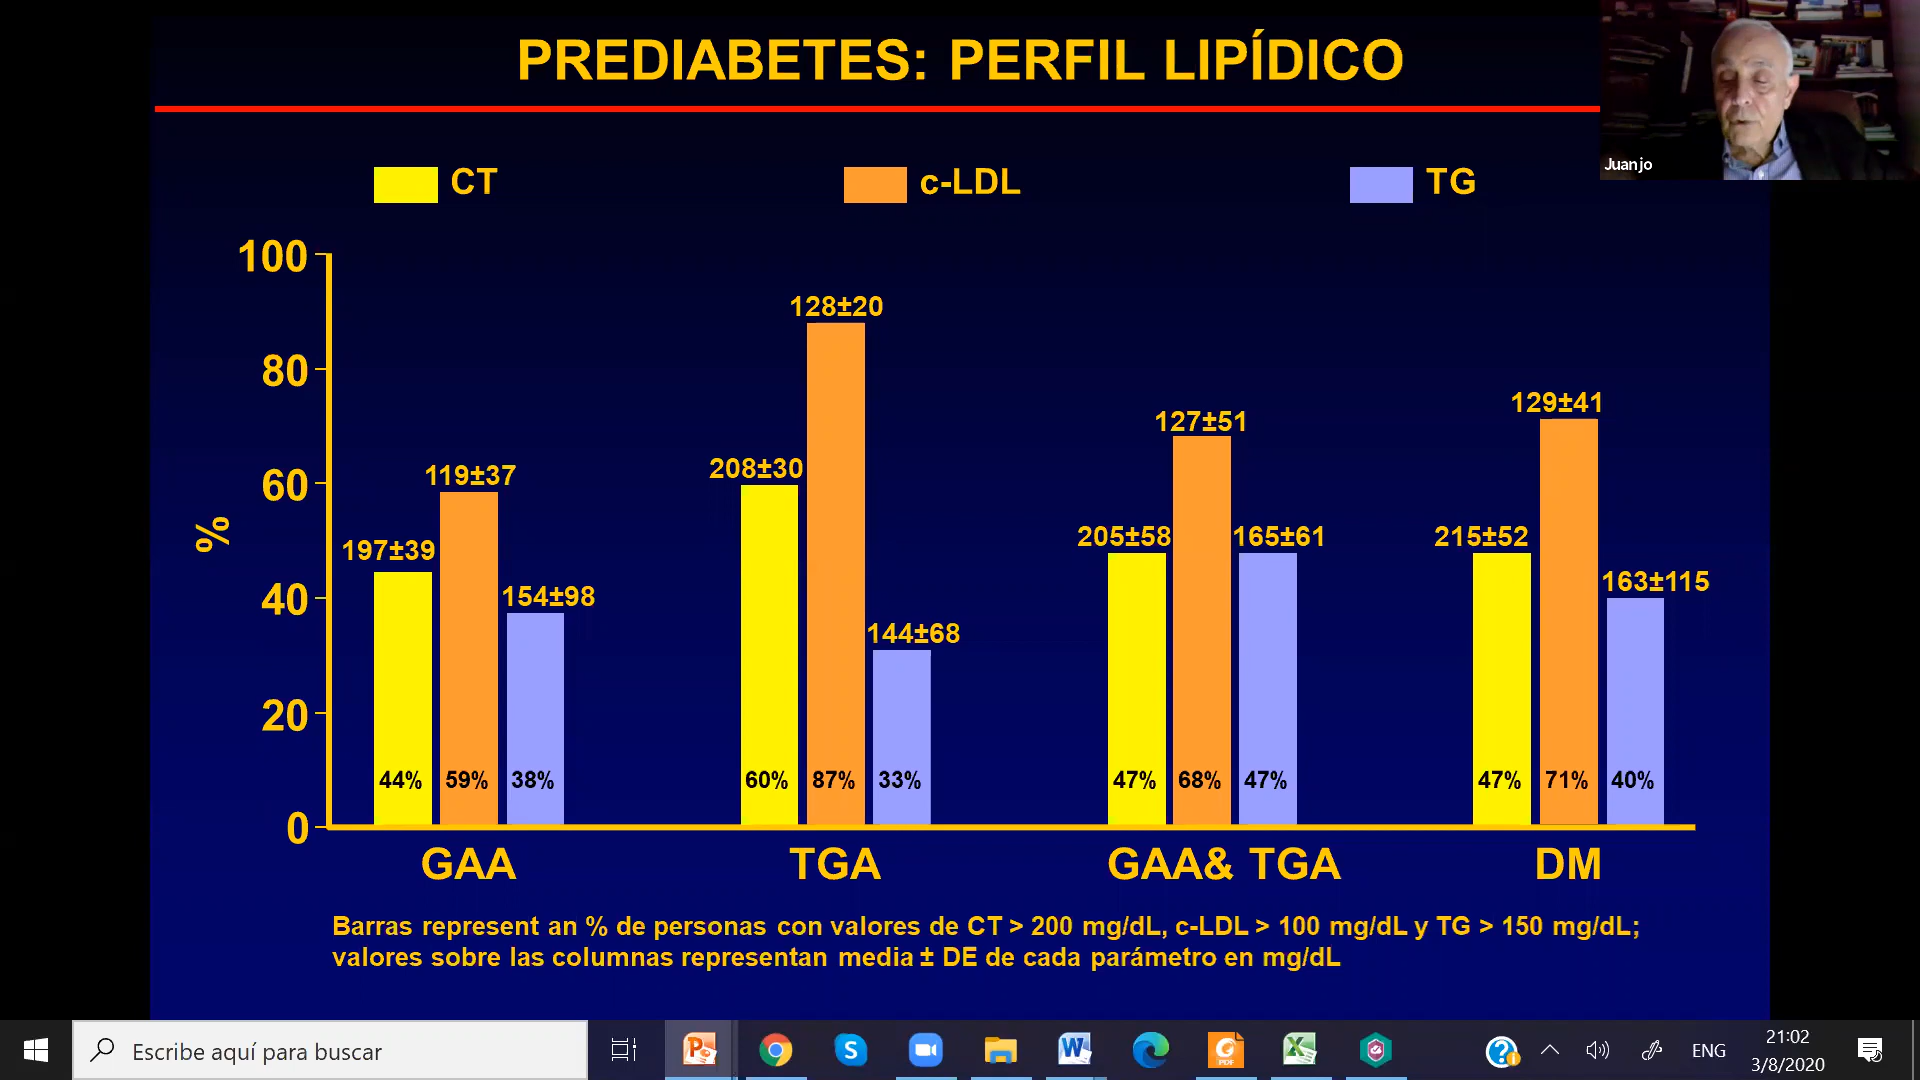 PREDIABETES: PERFIL LIPÍDICO
Juanjo
CT
c-LDL
TG
100
80
60
40
20
0
%
197±39
119±37
154±98
208±30
128±20
144±68
205±58
127±51
165±61
215±52
129±41
163±115
44%
59%
38%
60%
87%
33%
47%
68%
47%
47%
71%
40%
GAA
TGA
GAA& TGA
DM
Barras represent an % de personas con valores de CT > 200 mg/dL, c-LDL > 100 mg/dL y TG > 150 mg/dL;
valores sobre las columnas representan media ± DE de cada parámetro en mg/dL
Escribe aquí para buscar
ENG
21:02
3/8/2020